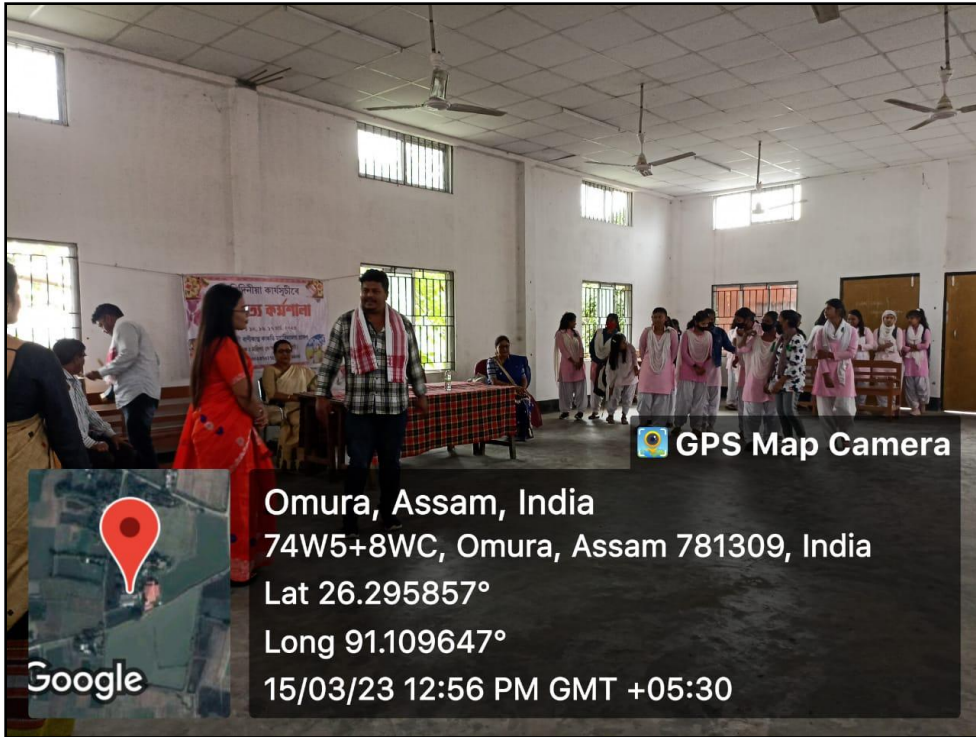 দিনীয়া কাৰ্যসূচীৰে
কৰ্মশালা
GPS Map Camera
Omura, Assam, India
74W5+8WC, Omura, Assam 781309, India
Lat 26.295857°
Long 91.109647°
15/03/23 12:56 PM GMT +05:30
Google